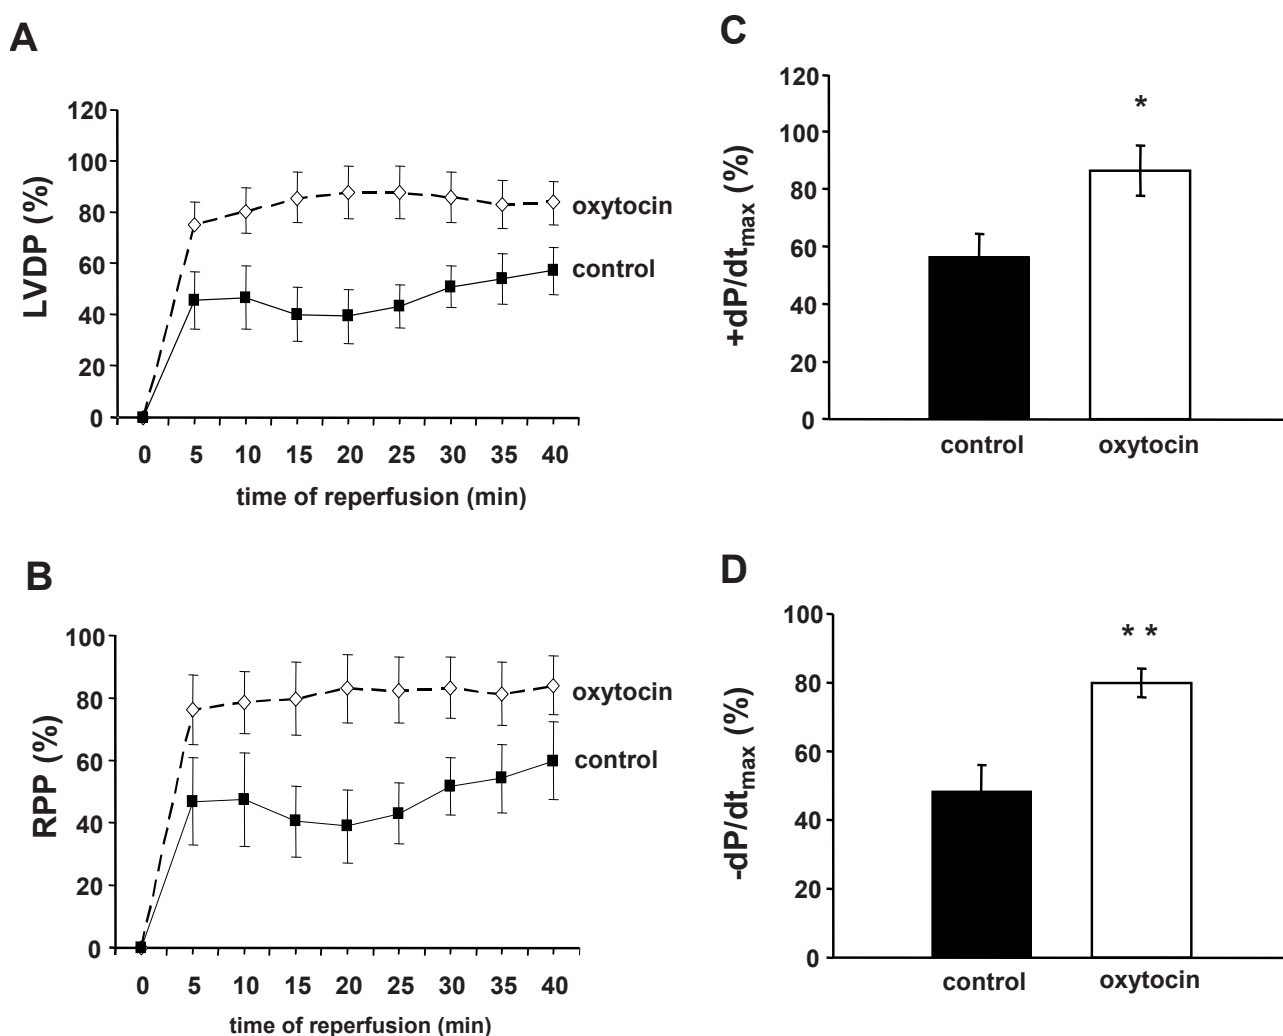 A
LVDP (%)
120
100
80
60
40
20
0
oxytocin
control
0 5 10 15 20 25 30 35 40
time of reperfusion (min)
B
RPP (%)
100
80
60
40
20
0
oxytocin
control
0 5 10 15 20 25 30 35 40
time of reperfusion (min)
C
+dP/dtmax (%)
120
100
80
60
40
20
0
*
control oxytocin
D
-dP/dtmax (%)
100
80
60
40
20
0
* *
control oxytocin